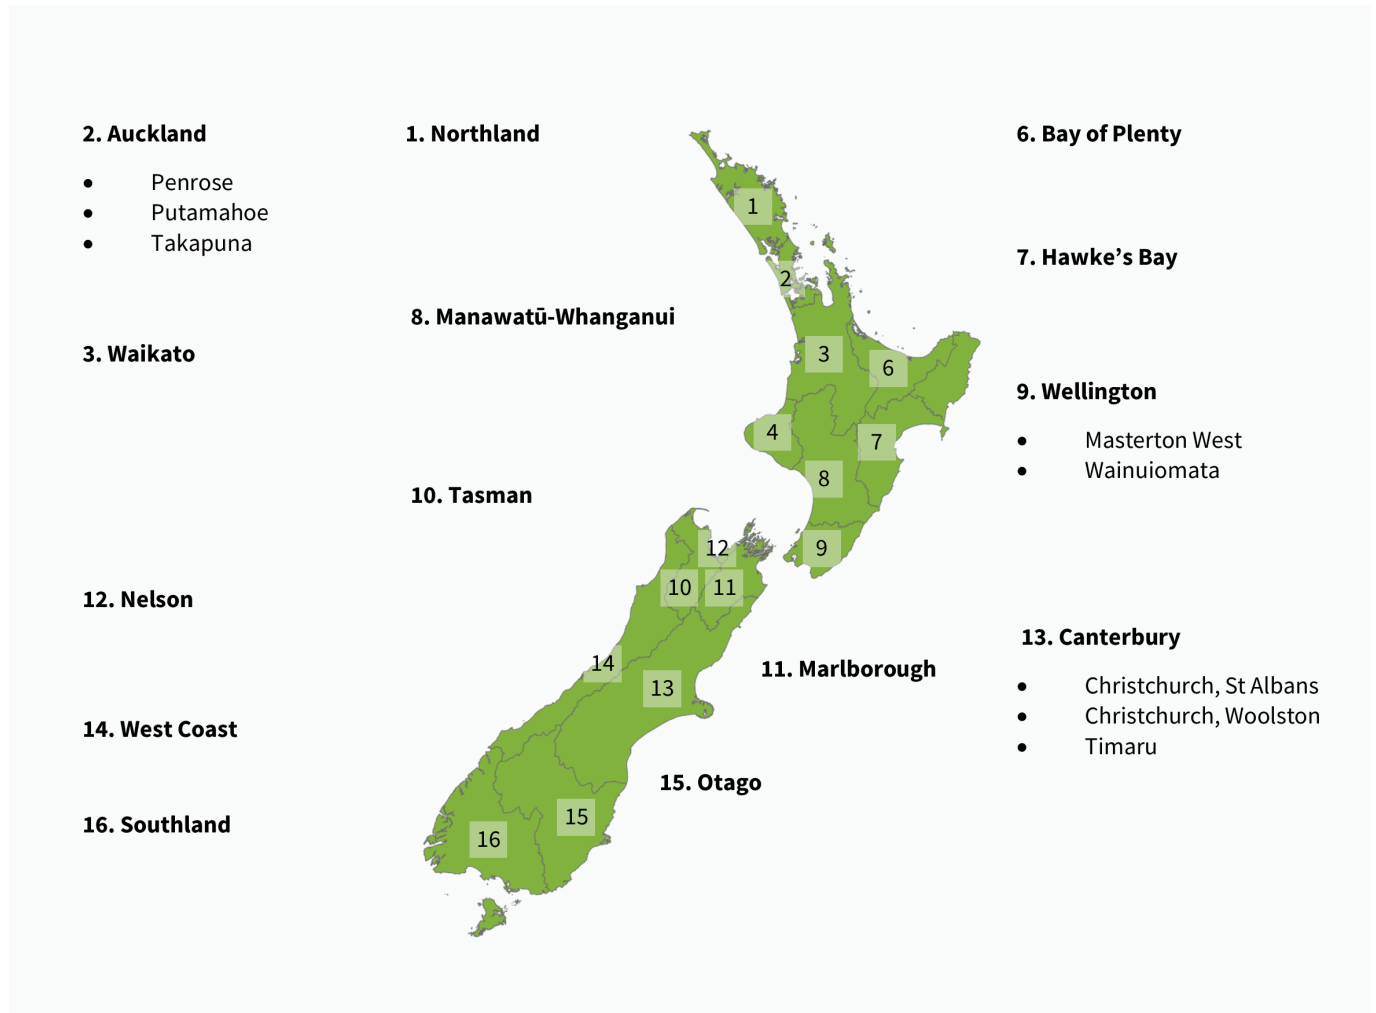 2. Auckland
• Penrose
• Putamahoe
• Takapuna
3. Waikato
12. Nelson
14. West Coast
16. Southland
1. Northland
8. Manawatū-Whanganui
10. Tasman
11. Marlborough
15. Otago
1
2
3
6
4
7
8
9
12
10
11
14
13
15
16
6. Bay of Plenty
7. Hawke’s Bay
9. Wellington
• Masterton West
• Wainuiomata
13. Canterbury
• Christchurch, St Albans
• Christchurch, Woolston
• Timaru